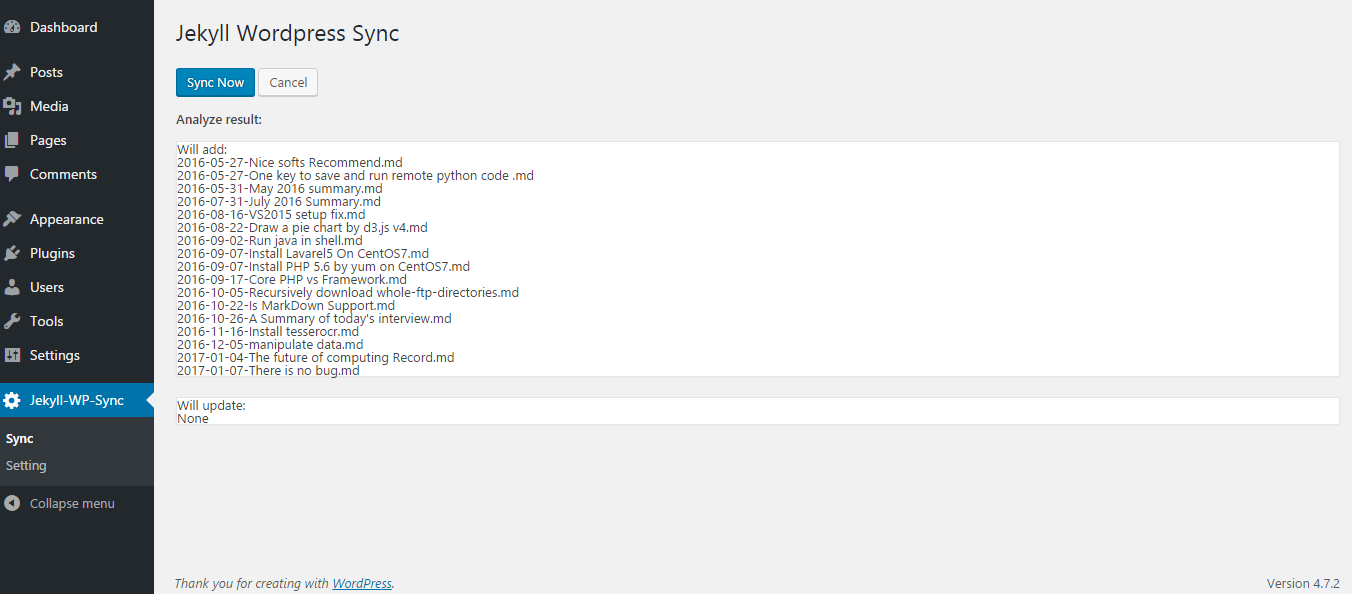 Dashboard
Posts
Media
Pages
Comments
Appearance
Plugins
Users
Tools
Settings
Jekyll-WP-Sync
Sync
Setting
Collapse menu
Jekyll Wordpress Sync
Sync Now Cancel
Analyze result:
Will add:
2016-05-27-Nice softs Recommend.md
2016-05-27-One key to save and run remote python code .md
2016-05-31-May 2016 summary.md
2016-07-31-July 2016 Summary.md
2016-08-16-VS2015 setup fix.md
2016-08-22-Draw a pie chart by d3.js v4.md
2016-09-02-Run java in shell.md
2016-09-07-Install Lavarel5 On CentOS7.md
2016-09-07-Install PHP 5.6 by yum on CentOS7.md
2016-09-17-Core PHP vs Framework.md
2016-10-05-Recursively download whole-ftp-directories.md
2016-10-22-Is MarkDown Support.md
2016-10-26-A Summary of today's interview.md
2016-11-16-Install tesserocr.md
2016-12-05-manipulate data.md
2017-01-04-The future of computing Record.md
2017-01-07-There is no bug.md
Will update:
None
Thank you for creating with WordPress.
Version 4.7.2